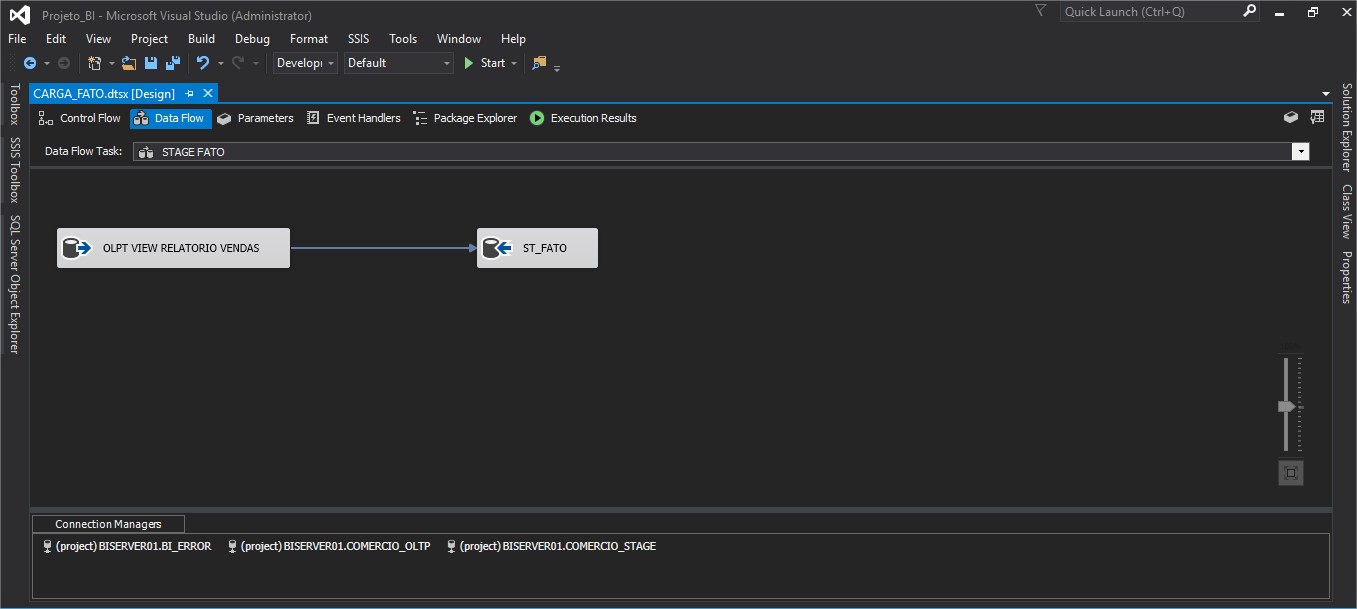 Projeto_BI - Microsoft Visual Studio (Administrator)
Quick Launch (Ctrl+Q)
File Edit View Project Build Debug Format SSIS Tools Window Help
Developı Default Start
CARGA_FATO.dtsx [Design]
Control Flow Data Flow Parameters Event Handlers Package Explorer Execution Results
Data Flow Task: STAGE FATO
Toolbox
SSIS Toolbox
SQL Server Object Explorer
OLPT VIEW RELATORIO VENDAS
ST_FATO
Solution Explorer
Class View
Properties
Connection Managers
(project) BISERVER01.BI_ERROR (project) BISERVER01.COMERCIO_OLTP (project) BISERVER01.COMERCIO_STAGE